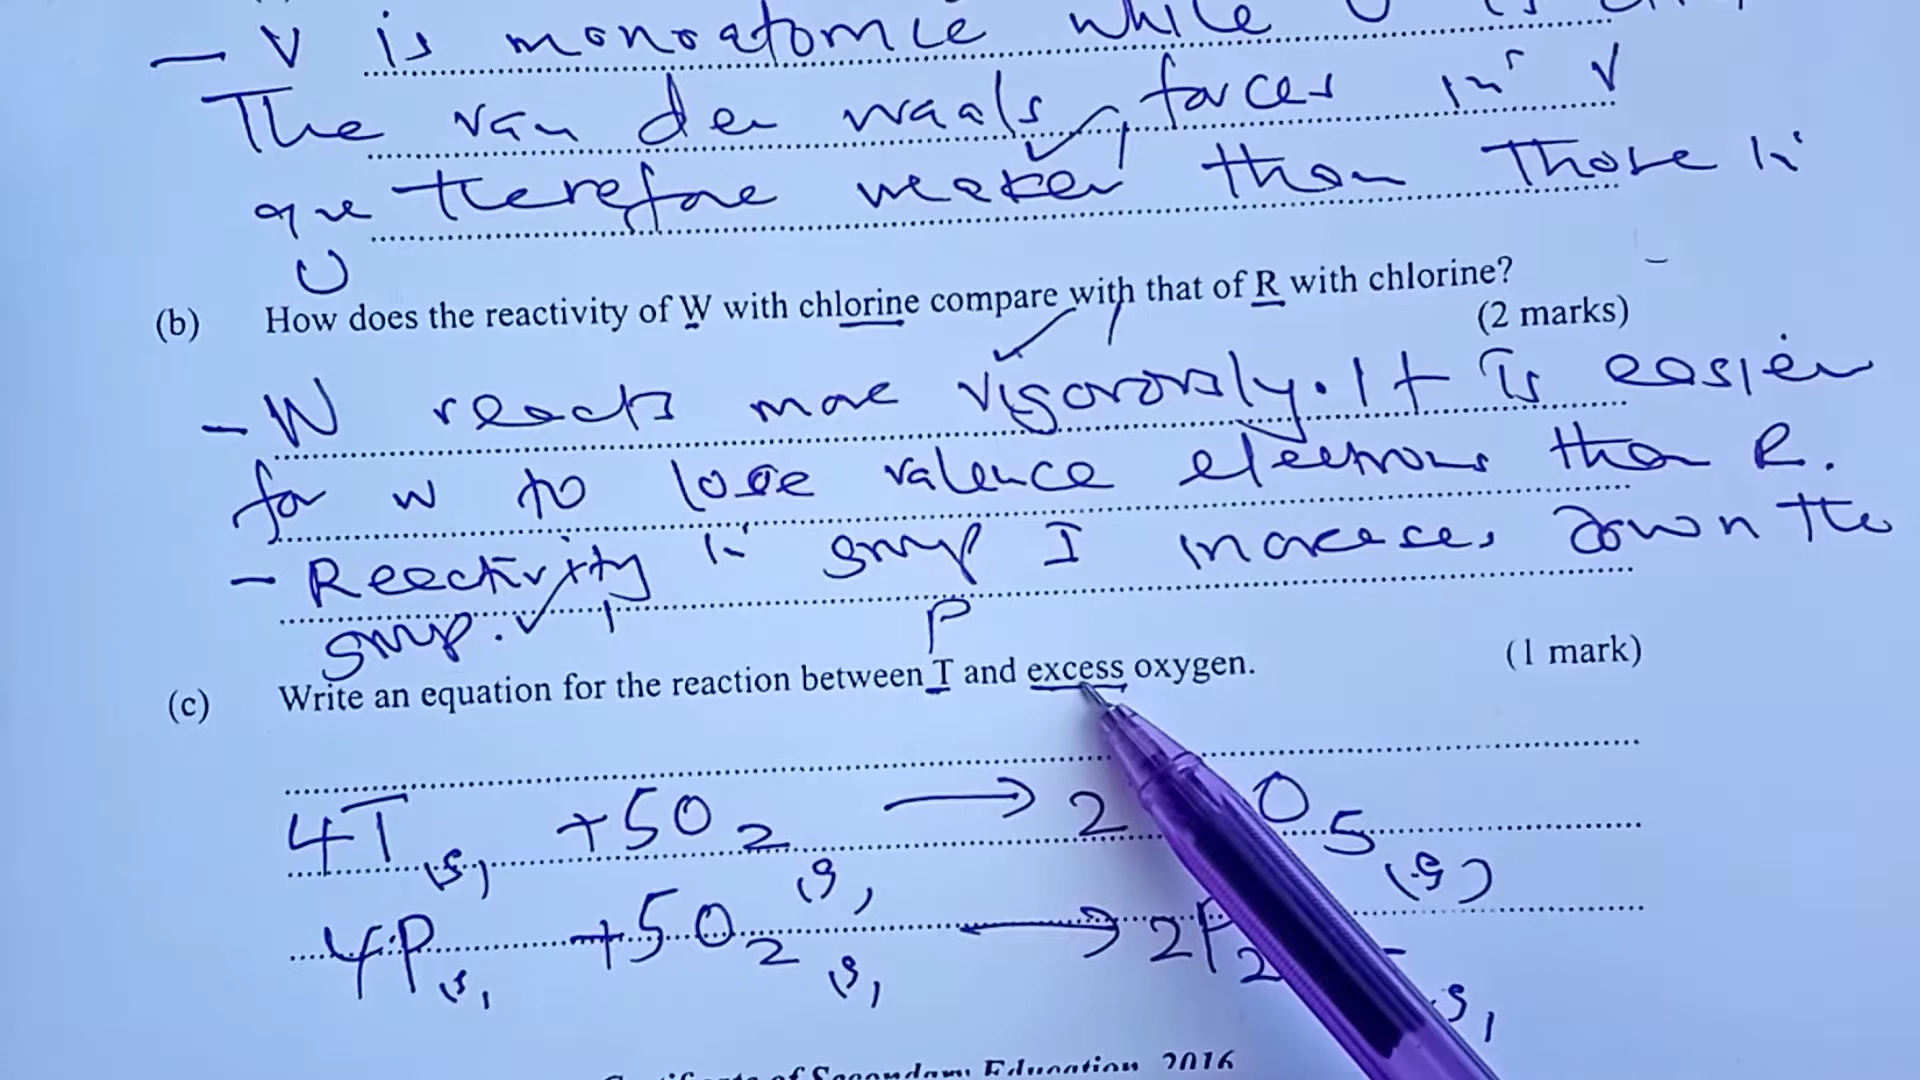 - V is monoatomic while U is
The van der waals forces in V
are therefore weaker than those in
U
(b) How does the reactivity of W with chlorine compare with that of R with chlorine?
(2 marks)
- W reacts more vigorously. It is easier
for W to lose valence electrons than R.
- Reactivity in group I increases down the
group.
P
(c) Write an equation for the reaction between T and excess oxygen. (1 mark)
4T(s) + 5O2(g) → 2 O5(s)
4P(s) + 5O2(g) → 2P2 (s)
Certificate of Secondary Education, 2016